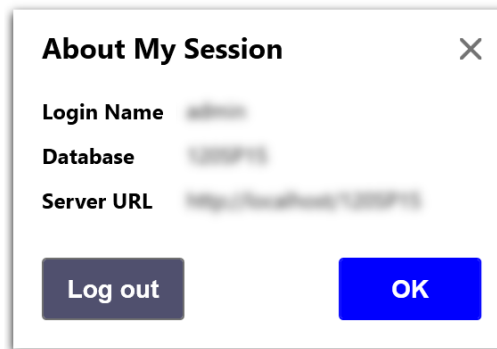 About My Session
Login Name
Database
Server URL
Log out
OK